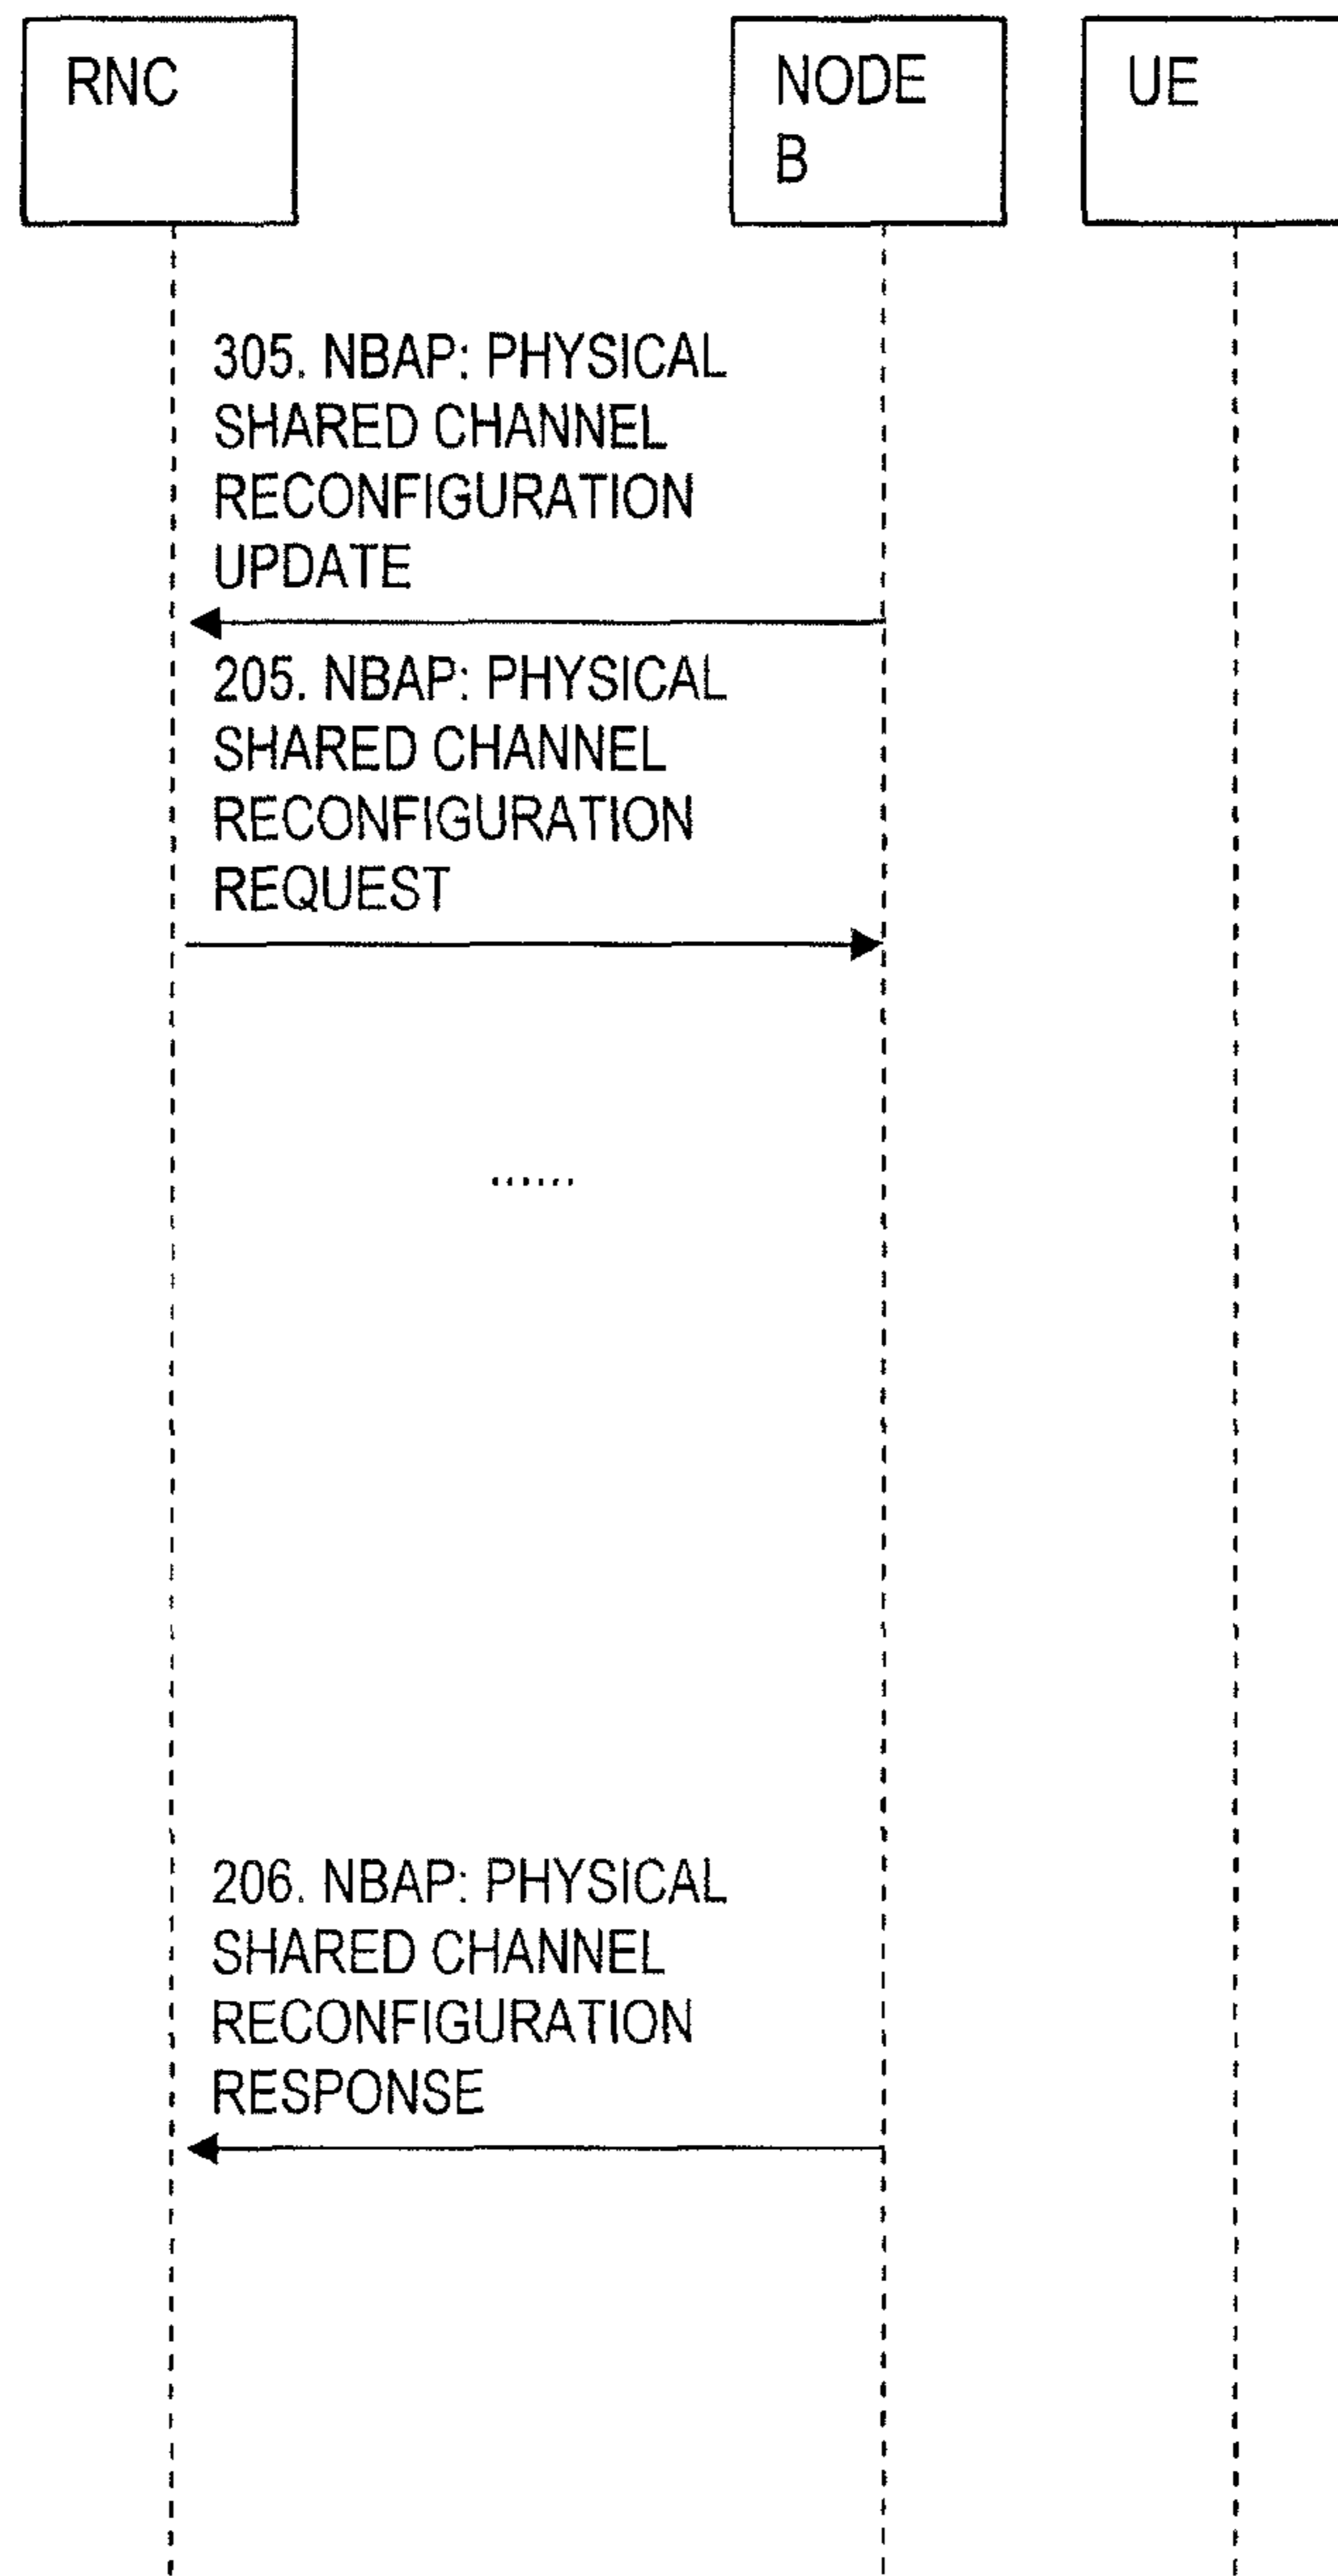 RNC
NODE
B
UE
305. NBAP: PHYSICAL
SHARED CHANNEL
RECONFIGURATION
UPDATE
205. NBAP: PHYSICAL
SHARED CHANNEL
RECONFIGURATION
REQUEST
......
206. NBAP: PHYSICAL
SHARED CHANNEL
RECONFIGURATION
RESPONSE